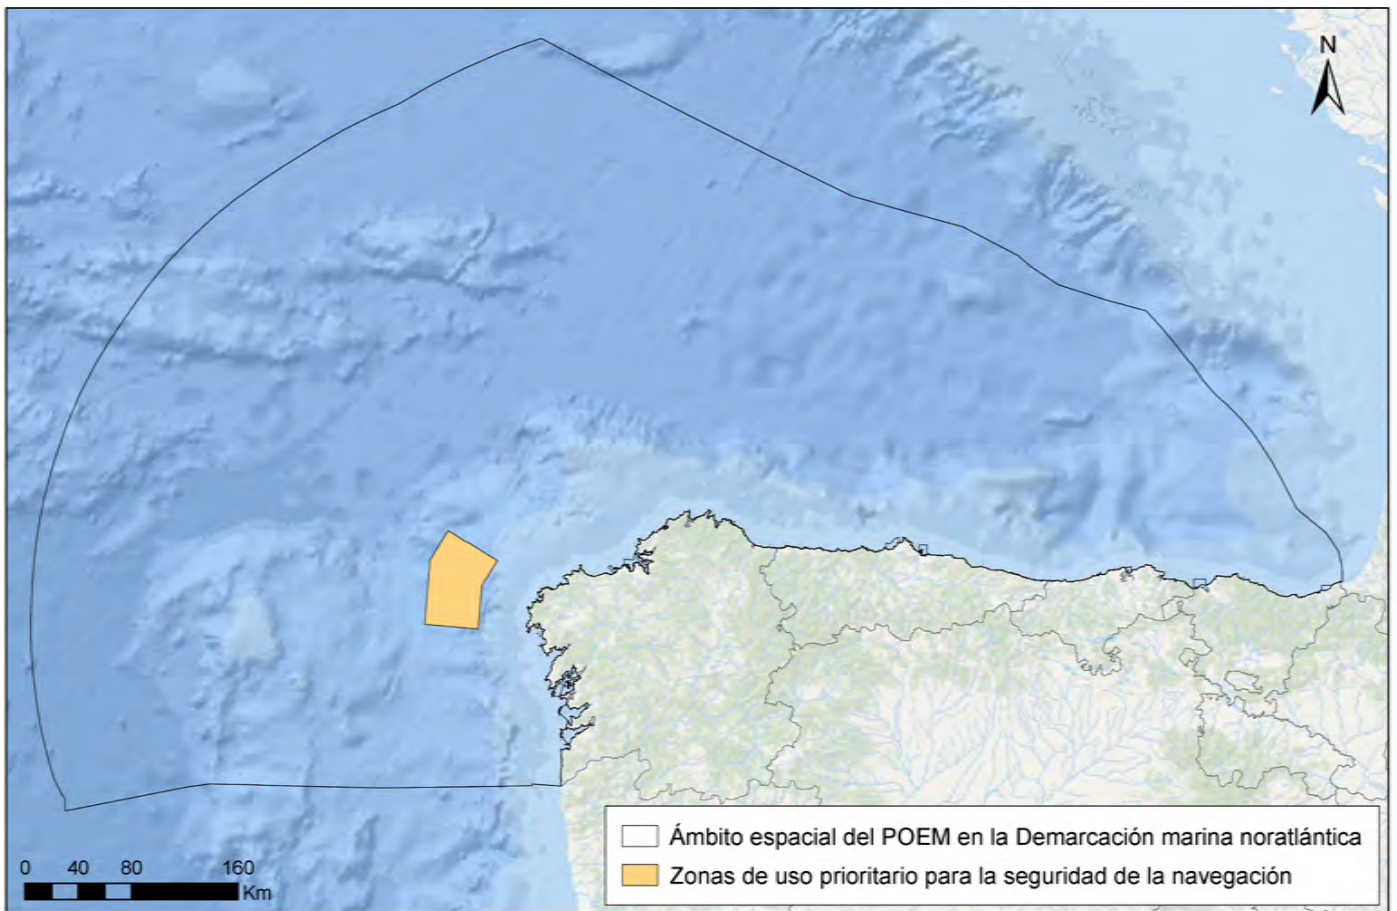 N
Ámbito espacial del POEM en la Demarcación marina noratlántica
Zonas de uso prioritario para la seguridad de la navegación
0 40 80 160
Km